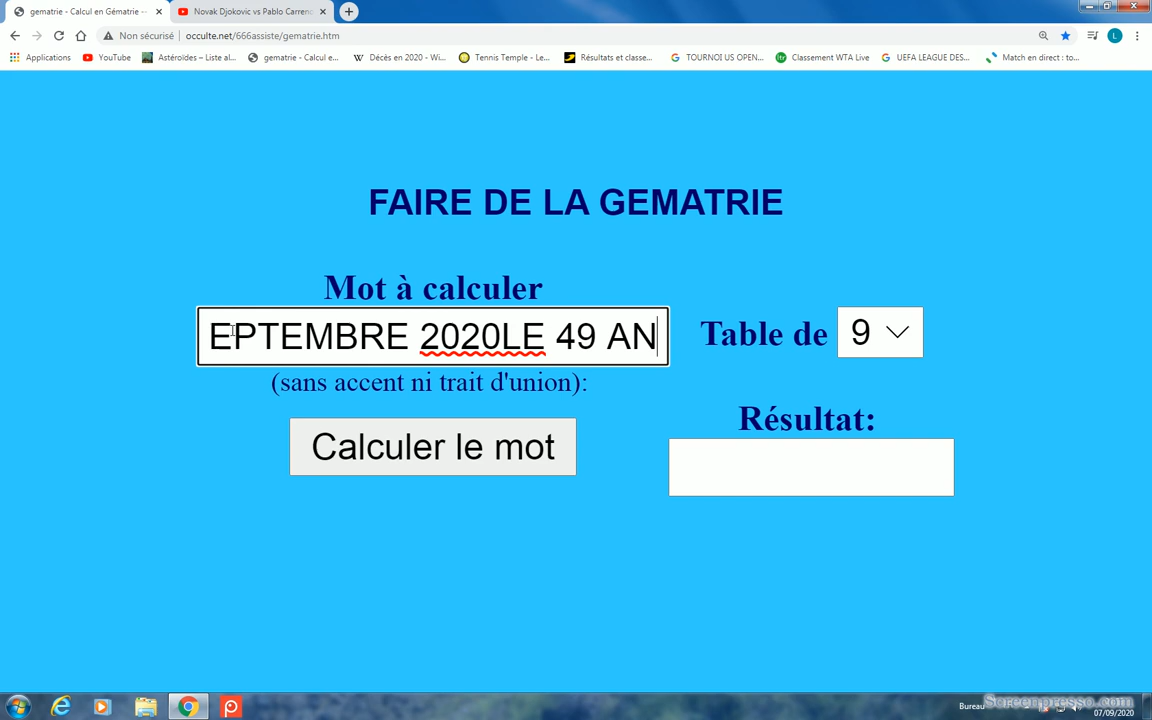 gematrie - Calcul en Gématrie --
Novak Djokovic vs Pablo Carreno
Non sécurisé
occulte.net/666assiste/gematrie.htm
L
Applications
YouTube
Astéroïdes – Liste al...
gematrie - Calcul e...
Décès en 2020 - Wi...
Tennis Temple - Le...
Résultats et classe...
TOURNOI US OPEN...
Classement WTA Live
UEFA LEAGUE DES...
Match en direct : to...
FAIRE DE LA GEMATRIE
Mot à calculer
EPTEMBRE 2020LE 49 AN
Table de 9
(sans accent ni trait d'union):
Calculer le mot
Résultat:
Bureau
Screenpresso.com
07/09/2020